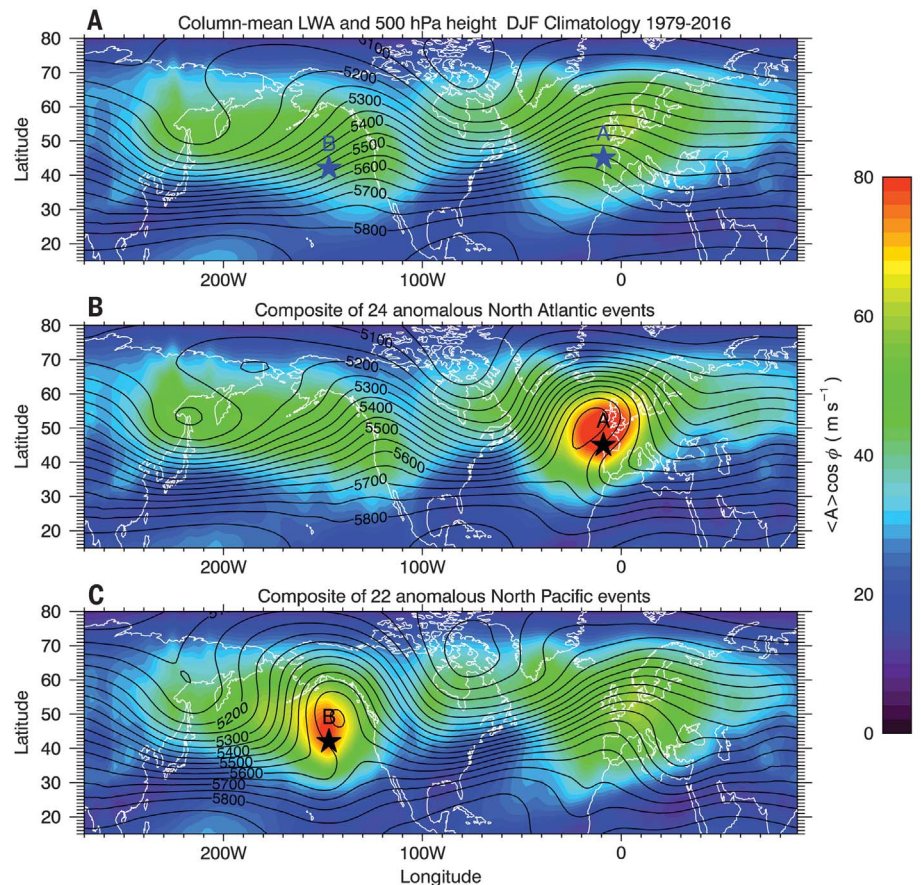 A
Column-mean LWA and 500 hPa height DJF Climatology 1979-2016
80
70
60
50
40
30
20
Latitude
5100
5200
5300
5400
5500
5600
5700
5800
B
A
200W
100W
0
B
Composite of 24 anomalous North Atlantic events
80
70
60
50
40
30
20
Latitude
5100
5200
5300
5400
5500
5600
5700
5800
A
200W
100W
0
C
Composite of 22 anomalous North Pacific events
80
70
60
50
40
30
20
Latitude
5200
5300
5400
5500
5600
5700
5800
B
200W
100W
0
Longitude
80
60
40
20
0
<A> cos ϕ ( m s⁻¹ )